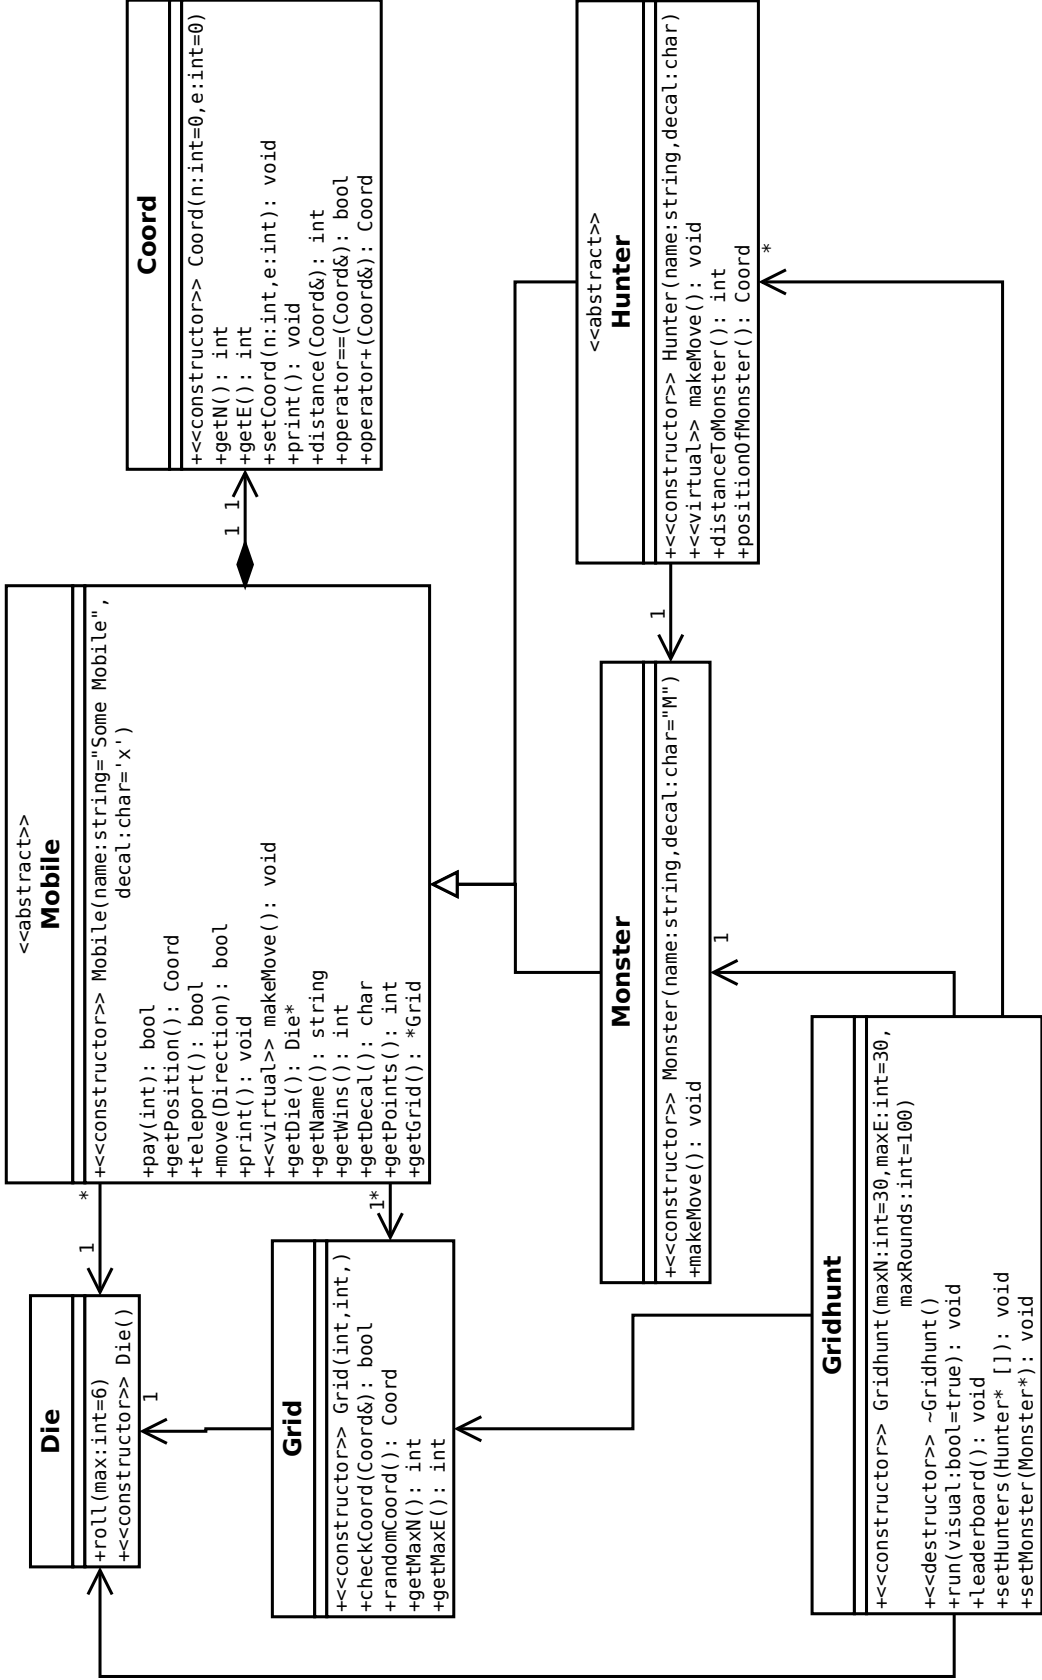 Die
+roll(max:int=6)
+<<constructor>> Die()
1
*
1
<<abstract>>
Mobile
+<<constructor>> Mobile(name:string="Some Mobile",
decal:char='x')
+pay(int): bool
+getPosition(): Coord
+teleport(): bool
+move(Direction): bool
+print(): void
+<<virtual>> makeMove(): void
+getDie(): Die*
+getName(): string
+getWins(): int
+getDecal(): char
+getPoints(): int
+getGrid(): *Grid
1 1
Coord
+<<constructor>> Coord(n:int=0,e:int=0)
+getN(): int
+getE(): int
+setCoord(n:int,e:int): void
+print(): void
+distance(Coord&): int
+operator==(Coord&): bool
+operator+(Coord&): Coord
1*
Grid
+<<constructor>> Grid(int,int,)
+checkCoord(Coord&): bool
+randomCoord(): Coord
+getMaxN(): int
+getMaxE(): int
Monster
+<<constructor>> Monster(name:string,decal:char="M")
+makeMove(): void
1
1
<<abstract>>
Hunter
+<<constructor>> Hunter(name:string,decal:char)
+<<virtual>> makeMove(): void
+distanceToMonster(): int
+positionOfMonster(): Coord
*
Gridhunt
+<<constructor>> Gridhunt(maxN:int=30,maxE:int=30,
maxRounds:int=100)
+<<destructor>> ~Gridhunt()
+run(visual:bool=true): void
+leaderboard(): void
+setHunters(Hunter* []): void
+setMonster(Monster*): void